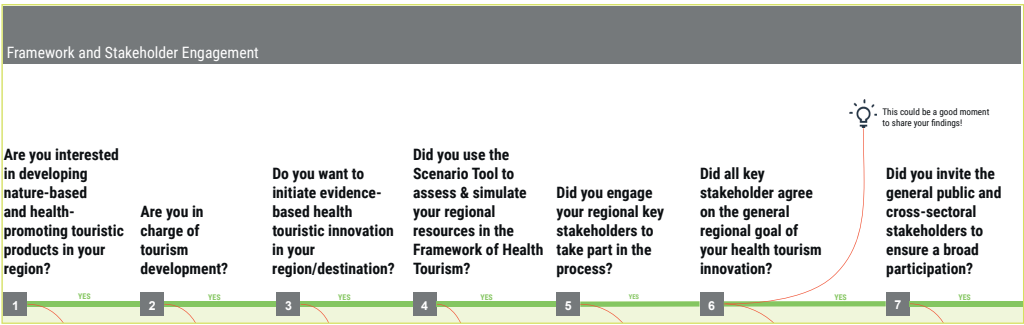 Framework and Stakeholder Engagement
This could be a good moment
to share your findings!
Are you interested
in developing
nature-based
and health-
promoting touristic
products in your
region?
Are you in
charge of
tourism
development?
Do you want to
initiate evidence-
based health
touristic innovation
in your
region/destination?
Did you use the
Scenario Tool to
assess & simulate
your regional
resources in the
Framework of Health
Tourism?
Did you engage
your regional key
stakeholders to
take part in the
process?
Did all key
stakeholder agree
on the general
regional goal of
your health tourism
innovation?
Did you invite the
general public and
cross-sectoral
stakeholders to
ensure a broad
participation?
1 YES 2 YES 3 YES 4 YES 5 YES 6 YES 7 YES